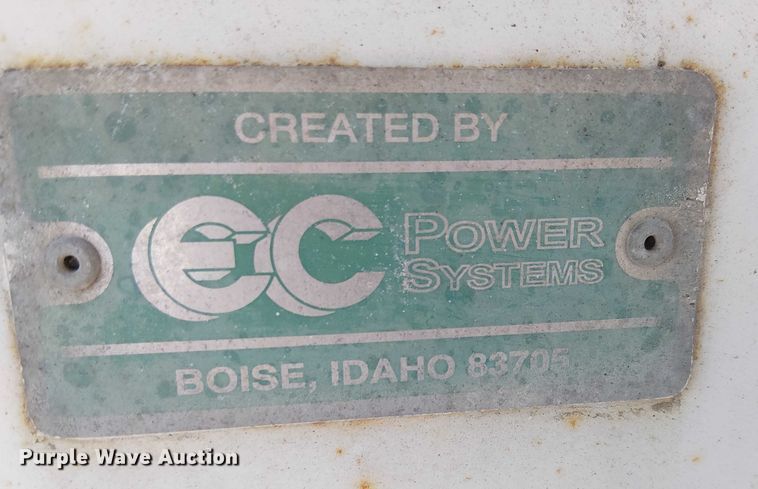 CREATED BY
EC POWER
SYSTEMS
BOISE, IDAHO 83705
Purple Wave Auction